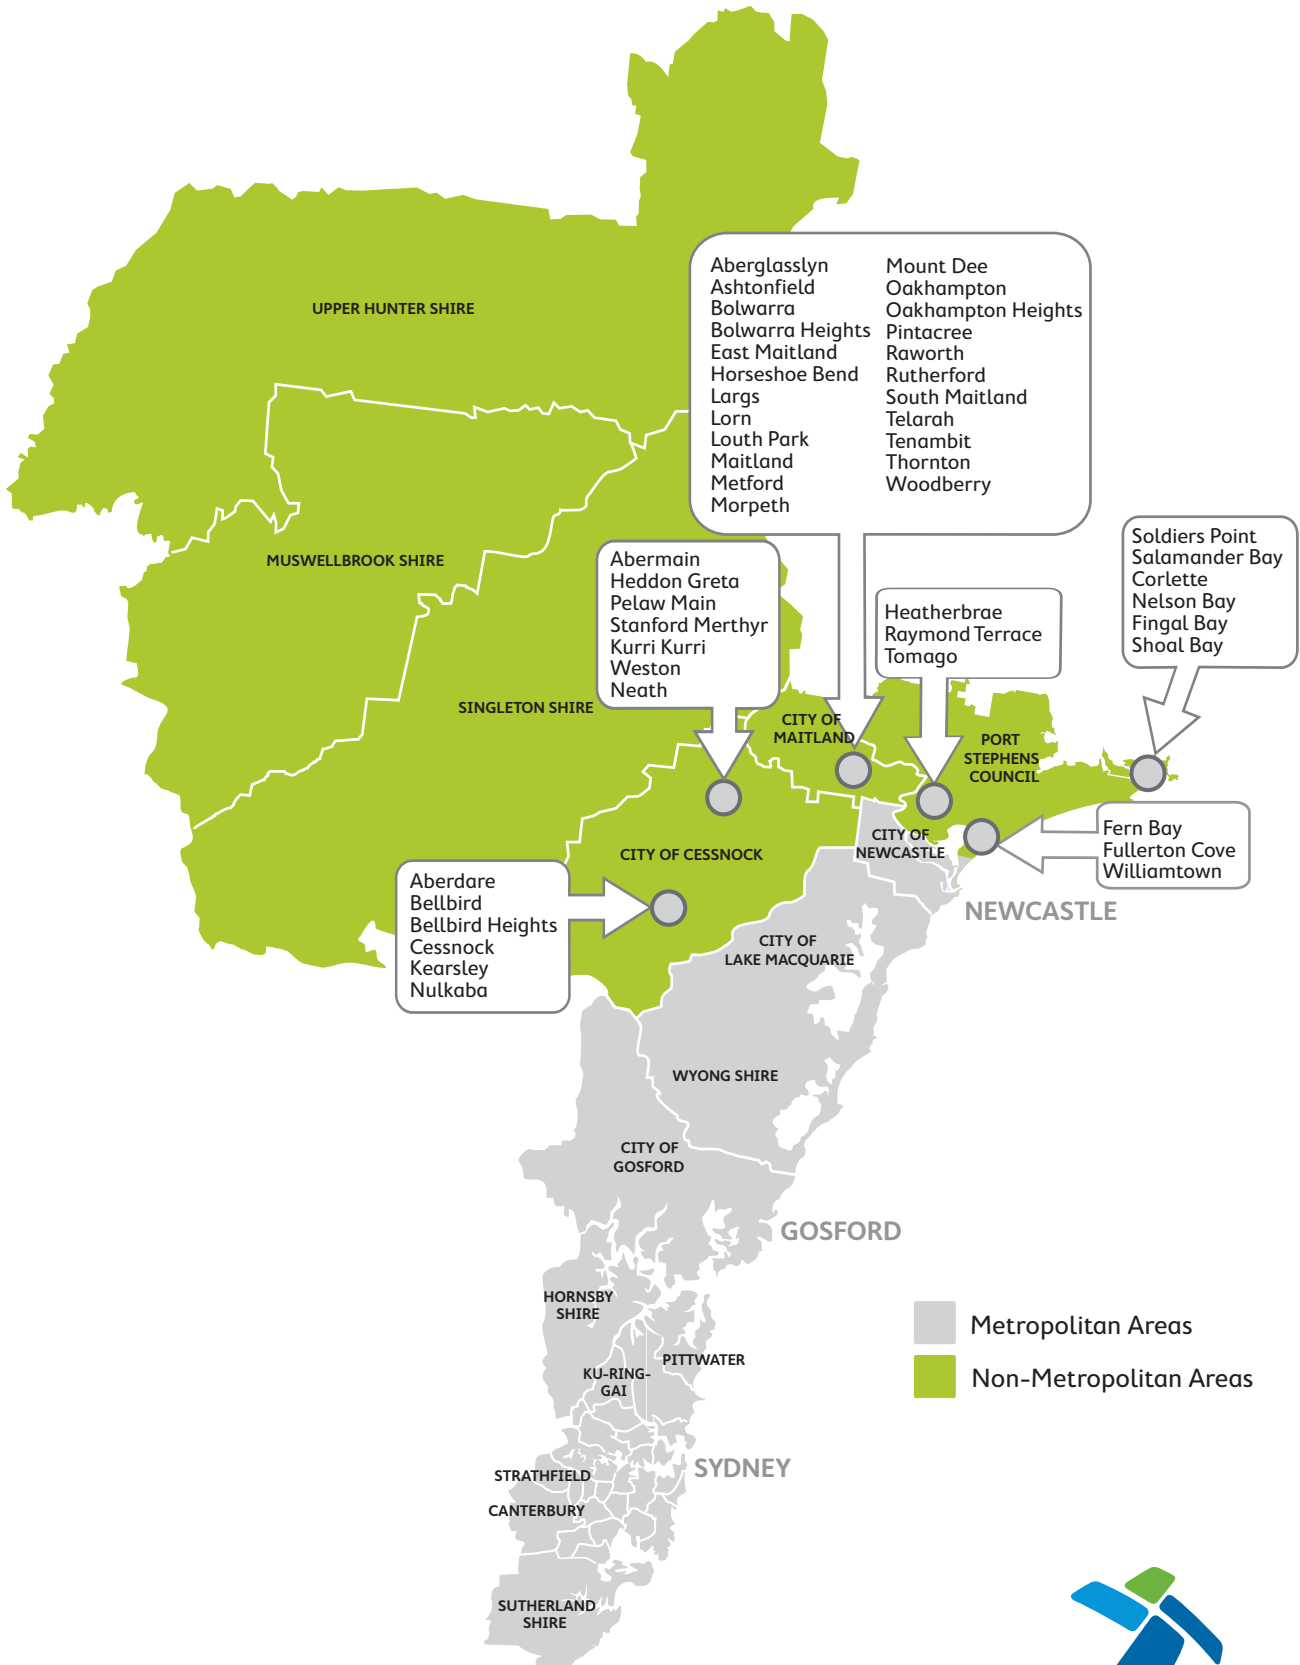 UPPER HUNTER SHIRE
Aberglasslyn
Ashtonfield
Bolwarra
Bolwarra Heights
East Maitland
Horseshoe Bend
Largs
Lorn
Louth Park
Maitland
Metford
Morpeth
Mount Dee
Oakhampton
Oakhampton Heights
Pintacree
Raworth
Rutherford
South Maitland
Telarah
Tenambit
Thornton
Woodberry
MUSWELLBROOK SHIRE
Abermain
Heddon Greta
Pelaw Main
Stanford Merthyr
Kurri Kurri
Weston
Neath
Heatherbrae
Raymond Terrace
Tomago
Soldiers Point
Salamander Bay
Corlette
Nelson Bay
Fingal Bay
Shoal Bay
SINGLETON SHIRE
CITY OF
MAITLAND
PORT
STEPHENS
COUNCIL
CITY OF CESSNOCK
CITY OF
NEWCASTLE
Fern Bay
Fullerton Cove
Williamtown
Aberdare
Bellbird
Bellbird Heights
Cessnock
Kearsley
Nulkaba
NEWCASTLE
CITY OF
LAKE MACQUARIE
WYONG SHIRE
CITY OF
GOSFORD
GOSFORD
HORNSBY
SHIRE
PITTWATER
KU-RING-
GAI
Metropolitan Areas
Non-Metropolitan Areas
SYDNEY
STRATHFIELD
CANTERBURY
SUTHERLAND
SHIRE